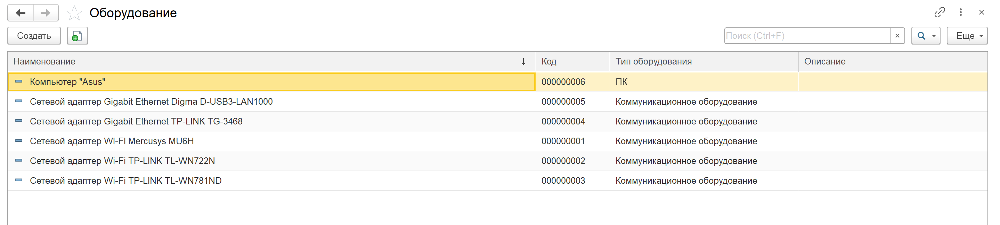 Оборудование
Создать Поиск (Ctrl+F) Еще
Наименование Код Тип оборудования Описание
Компьютер "Asus" 000000006 ПК
Сетевой адаптер Gigabit Ethernet Digma D-USB3-LAN1000 000000005 Коммуникационное оборудование
Сетевой адаптер Gigabit Ethernet TP-LINK TG-3468 000000004 Коммуникационное оборудование
Сетевой адаптер WI-FI Mercusys MU6H 000000001 Коммуникационное оборудование
Сетевой адаптер Wi-Fi TP-LINK TL-WN722N 000000002 Коммуникационное оборудование
Сетевой адаптер Wi-Fi TP-LINK TL-WN781ND 000000003 Коммуникационное оборудование